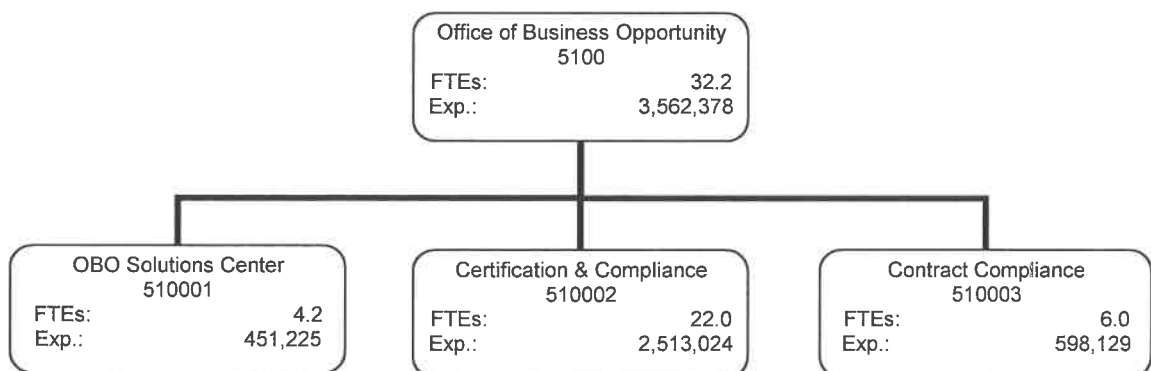 Office of Business Opportunity
5100
FTEs: 32.2
Exp.: 3,562,378
OBO Solutions Center
510001
FTEs: 4.2
Exp.: 451,225
Certification & Compliance
510002
FTEs: 22.0
Exp.: 2,513,024
Contract Compliance
510003
FTEs: 6.0
Exp.: 598,129